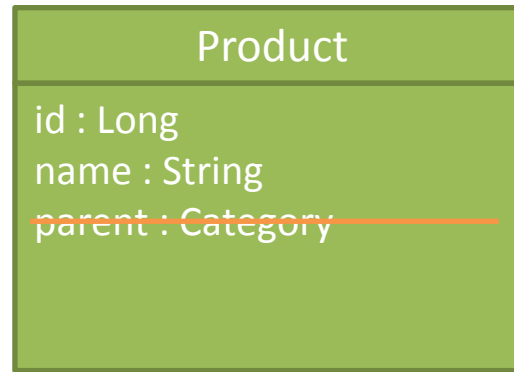 Product
id : Long
name : String
parent : Category